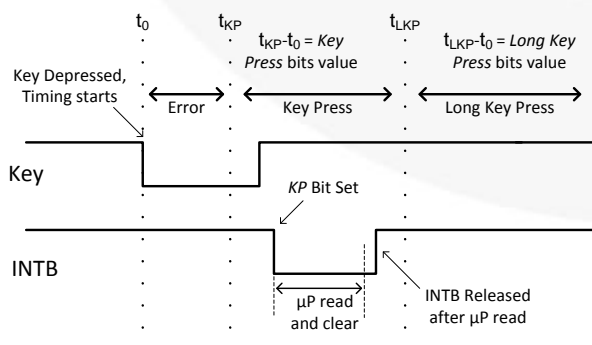 t0
tKP
tLKP
tKP-t0 = Key
Press bits value
tLKP-t0 = Long Key
Press bits value
Key Depressed,
Timing starts
Error
Key Press
Long Key Press
Key
KP Bit Set
INTB
µP read
and clear
INTB Released
after µP read